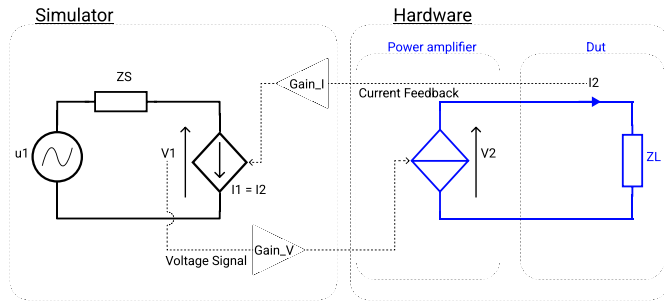 Simulator
Hardware
Power amplifier
Dut
ZS
Gain_I
I2
Current Feedback
u1
V1
V2
ZL
I1 = I2
Gain_V
Voltage Signal